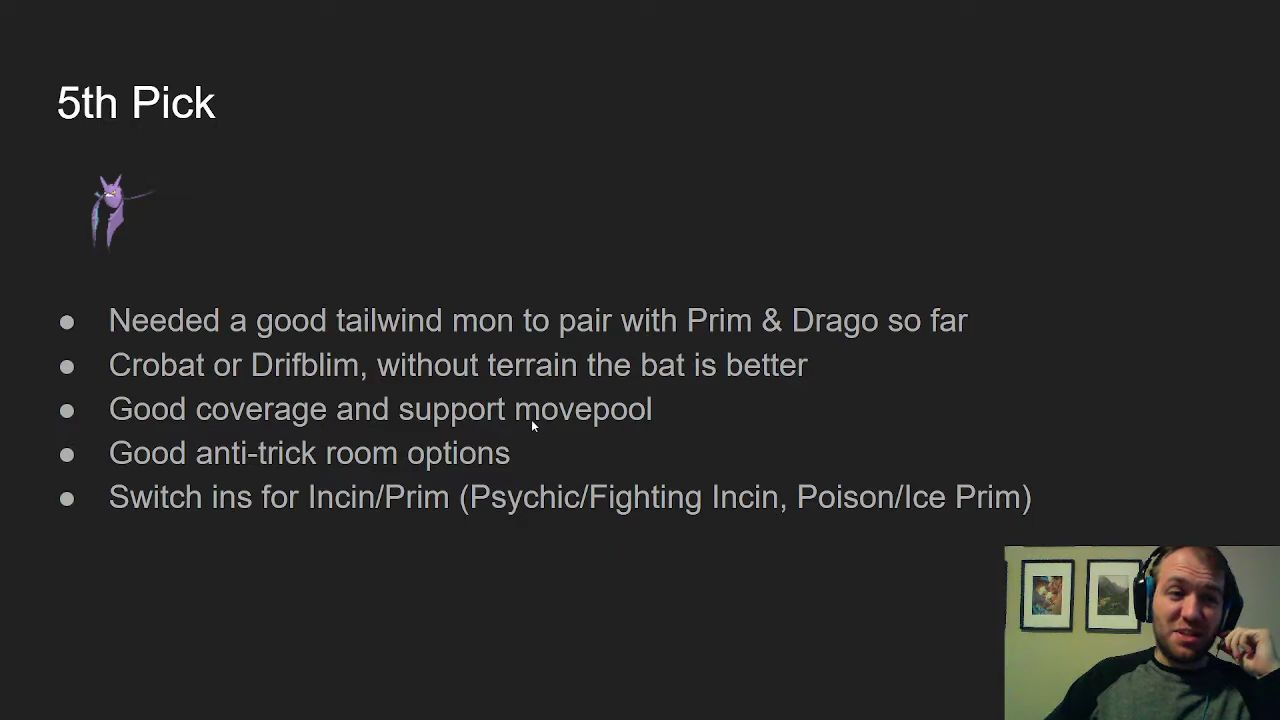 5th Pick
● Needed a good tailwind mon to pair with Prim & Drago so far
● Crobat or Drifblim, without terrain the bat is better
● Good coverage and support movepool
● Good anti-trick room options
● Switch ins for Incin/Prim (Psychic/Fighting Incin, Poison/Ice Prim)